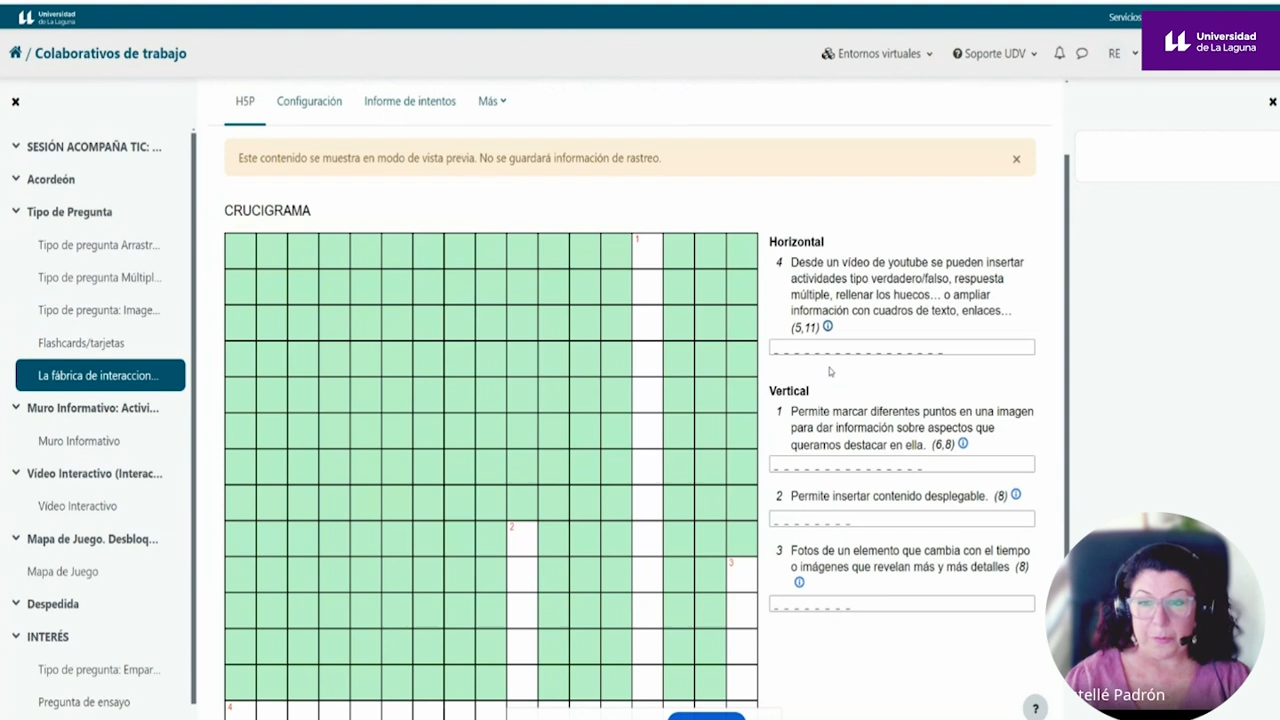 Universidad
de La Laguna
Servicios
Universidad
de La Laguna
/ Colaborativos de trabajo
Entornos virtuales
Soporte UDV
RE
H5P
Configuración
Informe de intentos
Más
SESIÓN ACOMPAÑA TIC: ...
Acordeón
Tipo de Pregunta
Tipo de pregunta Arrastr...
Tipo de pregunta Múltipl...
Tipo de pregunta: Image...
Flashcards/tarjetas
La fábrica de interaccion...
Muro Informativo: Activi...
Muro Informativo
Vídeo Interactivo (Interac...
Vídeo Interactivo
Mapa de Juego. Desbloq...
Mapa de Juego
Despedida
INTERÉS
Tipo de pregunta: Empar...
Pregunta de ensayo
Este contenido se muestra en modo de vista previa. No se guardará información de rastreo.
CRUCIGRAMA
1
2
3
4
Horizontal
4 Desde un vídeo de youtube se pueden insertar
actividades tipo verdadero/falso, respuesta
múltiple, rellenar los huecos... o ampliar
información con cuadros de texto, enlaces...
(5,11)
Vertical
1 Permite marcar diferentes puntos en una imagen
para dar información sobre aspectos que
queramos destacar en ella. (6,8)
2 Permite insertar contenido desplegable. (8)
3 Fotos de un elemento que cambia con el tiempo
o imágenes que revelan más y más detalles (8)
?
tellé Padrón